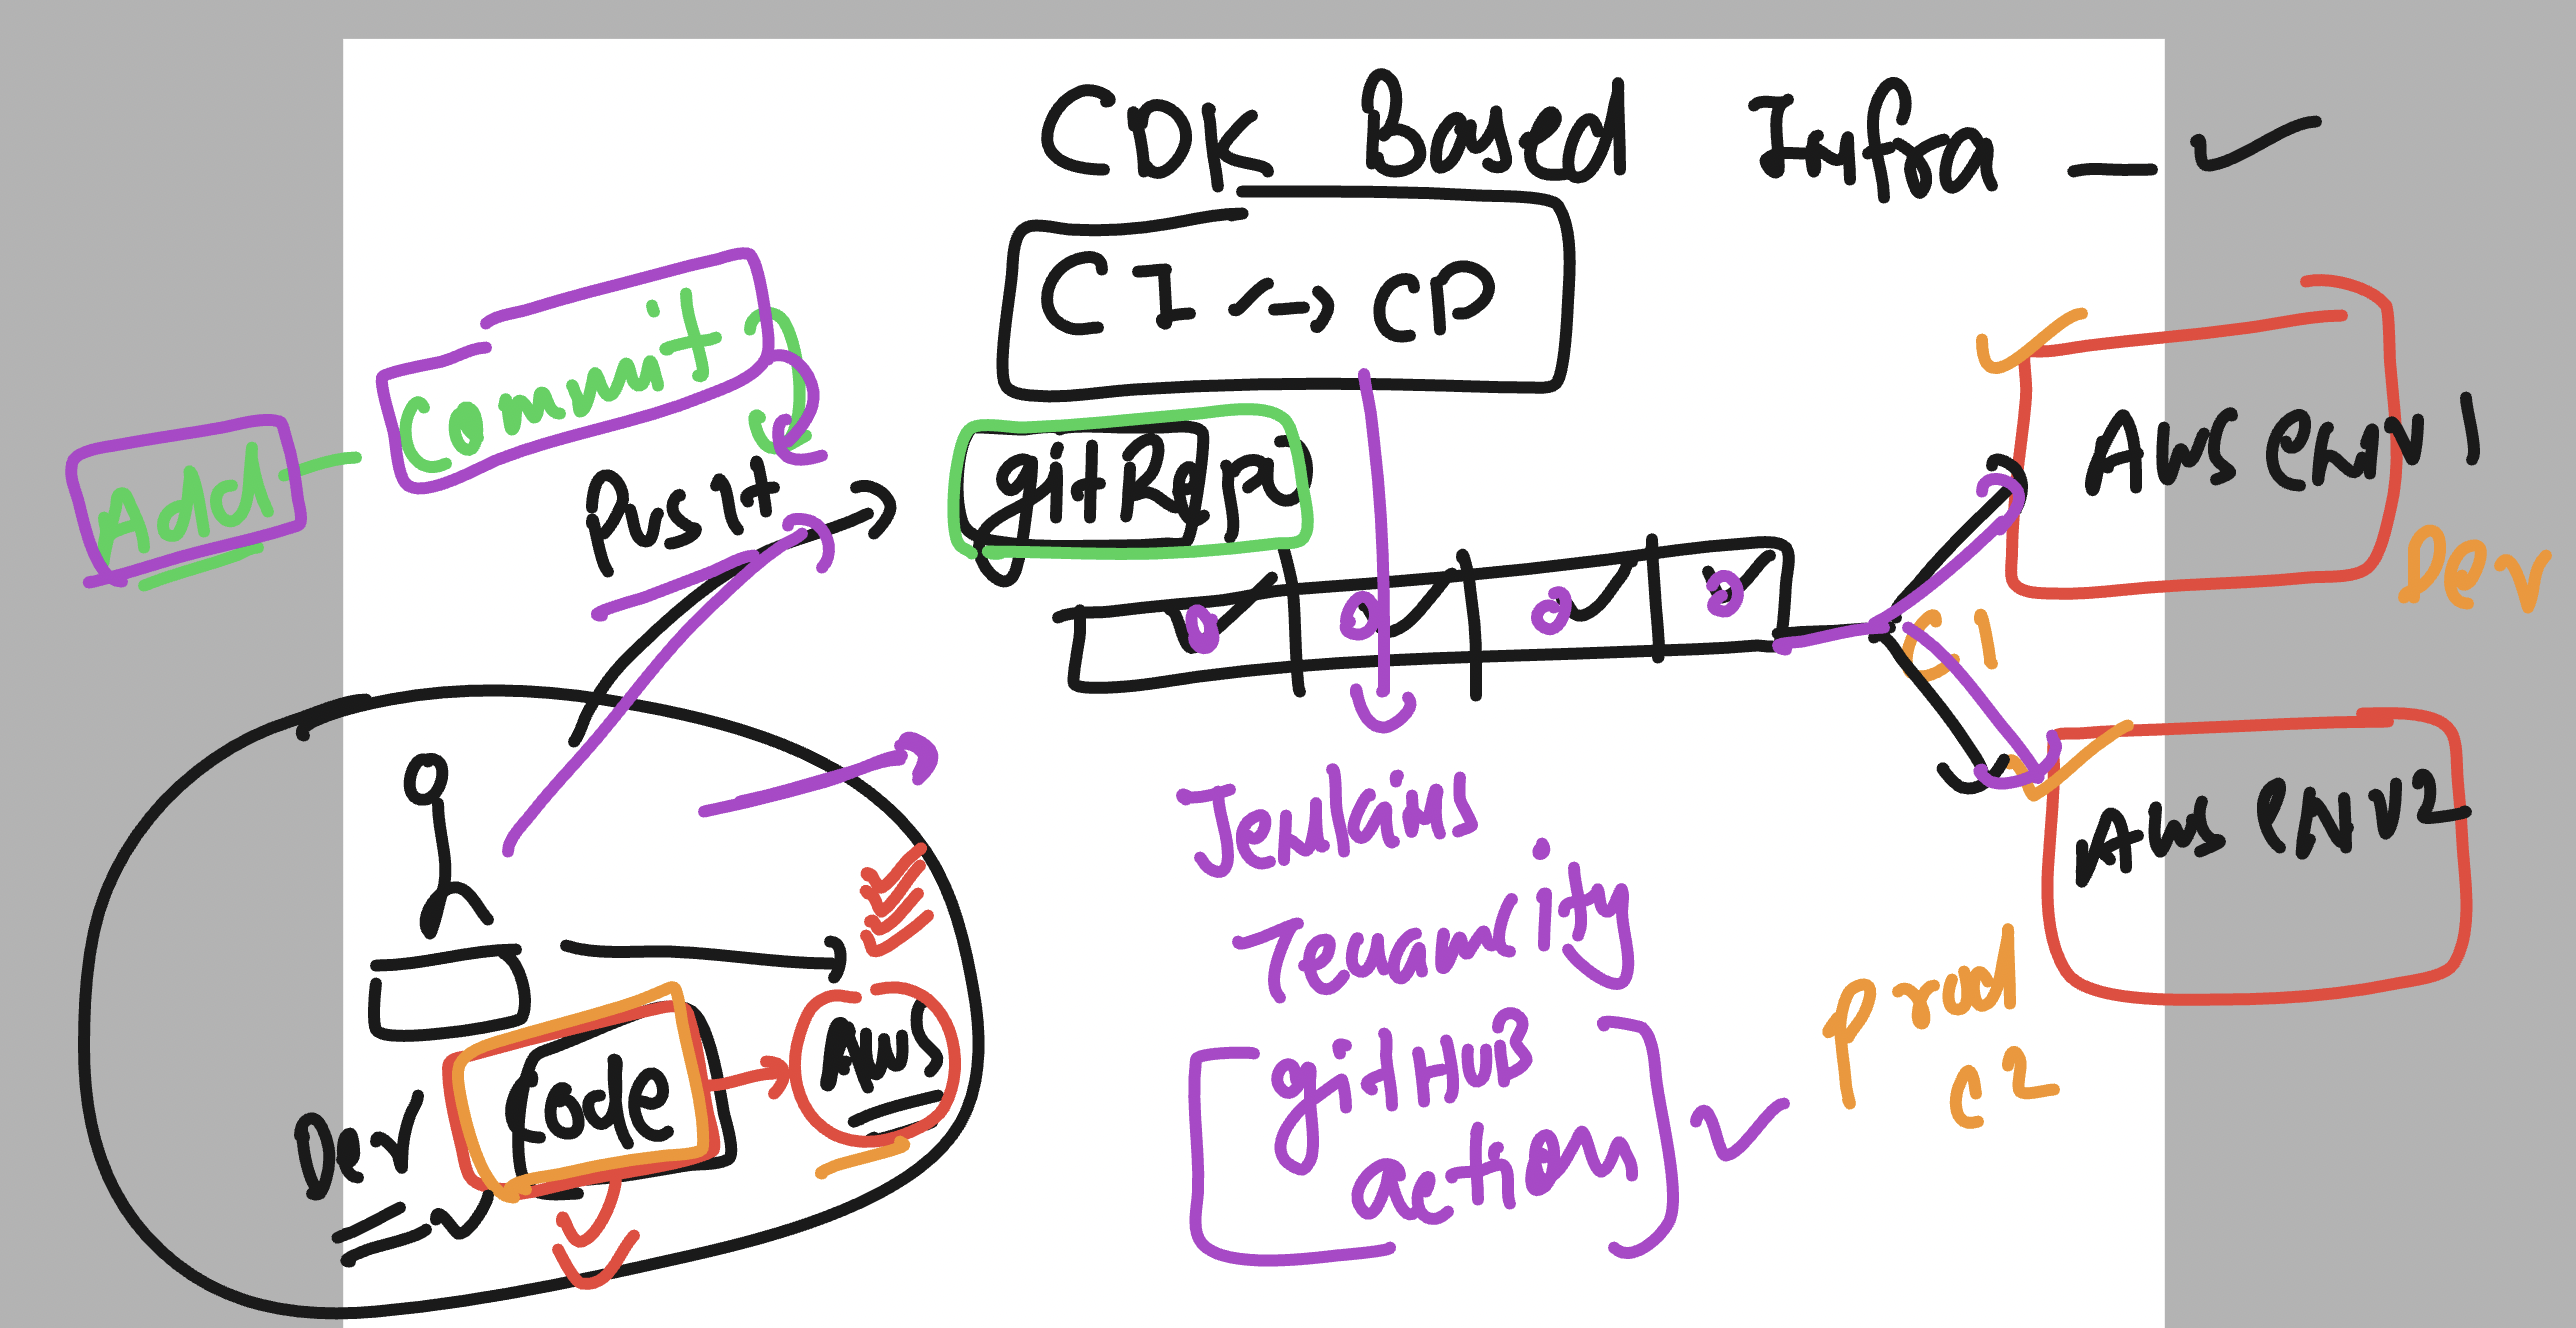 CDK Based Infra
CI -> CD
Add
Commit
Push
gitRepo
Aws env 1
Dev
C1
Aws ENV2
Prod
C2
Jenkins
Teuamcity
gitHuB
action
Dev
Code
Aws